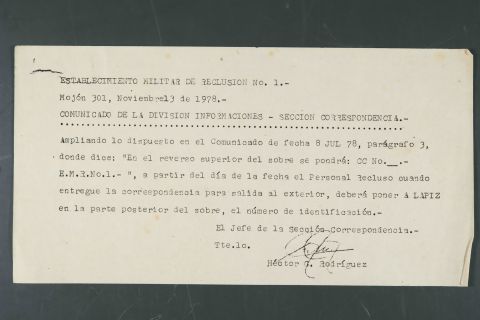 ESTABLECIMIENTO MILITAR DE RECLUSION No. 1.-
Mojón 301, Noviembre13 de 1978.-
COMUNICADO DE LA DIVISION INFORMACIONES - SECCION CORRESPONDENCIA.-
Ampliando lo dispuesto en el Comunicado de fecha 8 JUL 78, parágrafo 3,
donde dice: "En el reverso superior del sobre se pondrá: CC No.__.-
E.M.R.No.1.- ", a partir del día de la fecha el Personal Recluso cuando
entregue la correspondencia para salida al exterior, deberá poner A LAPIZ
en la parte posterior del sobre, el número de identificación.-
El Jefe de la Sección Correspondencia.-
Tte.1o.
Héctor G. Rodríguez